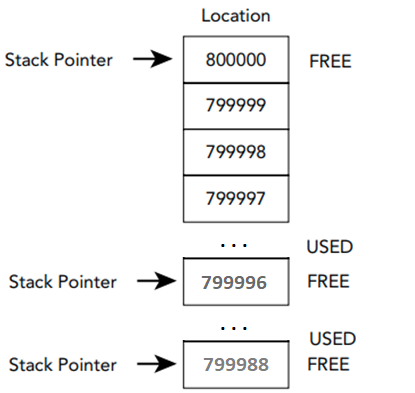 Location
Stack Pointer 800000 FREE
799999
799998
799997
... USED
Stack Pointer 799996 FREE
... USED
Stack Pointer 799988 FREE